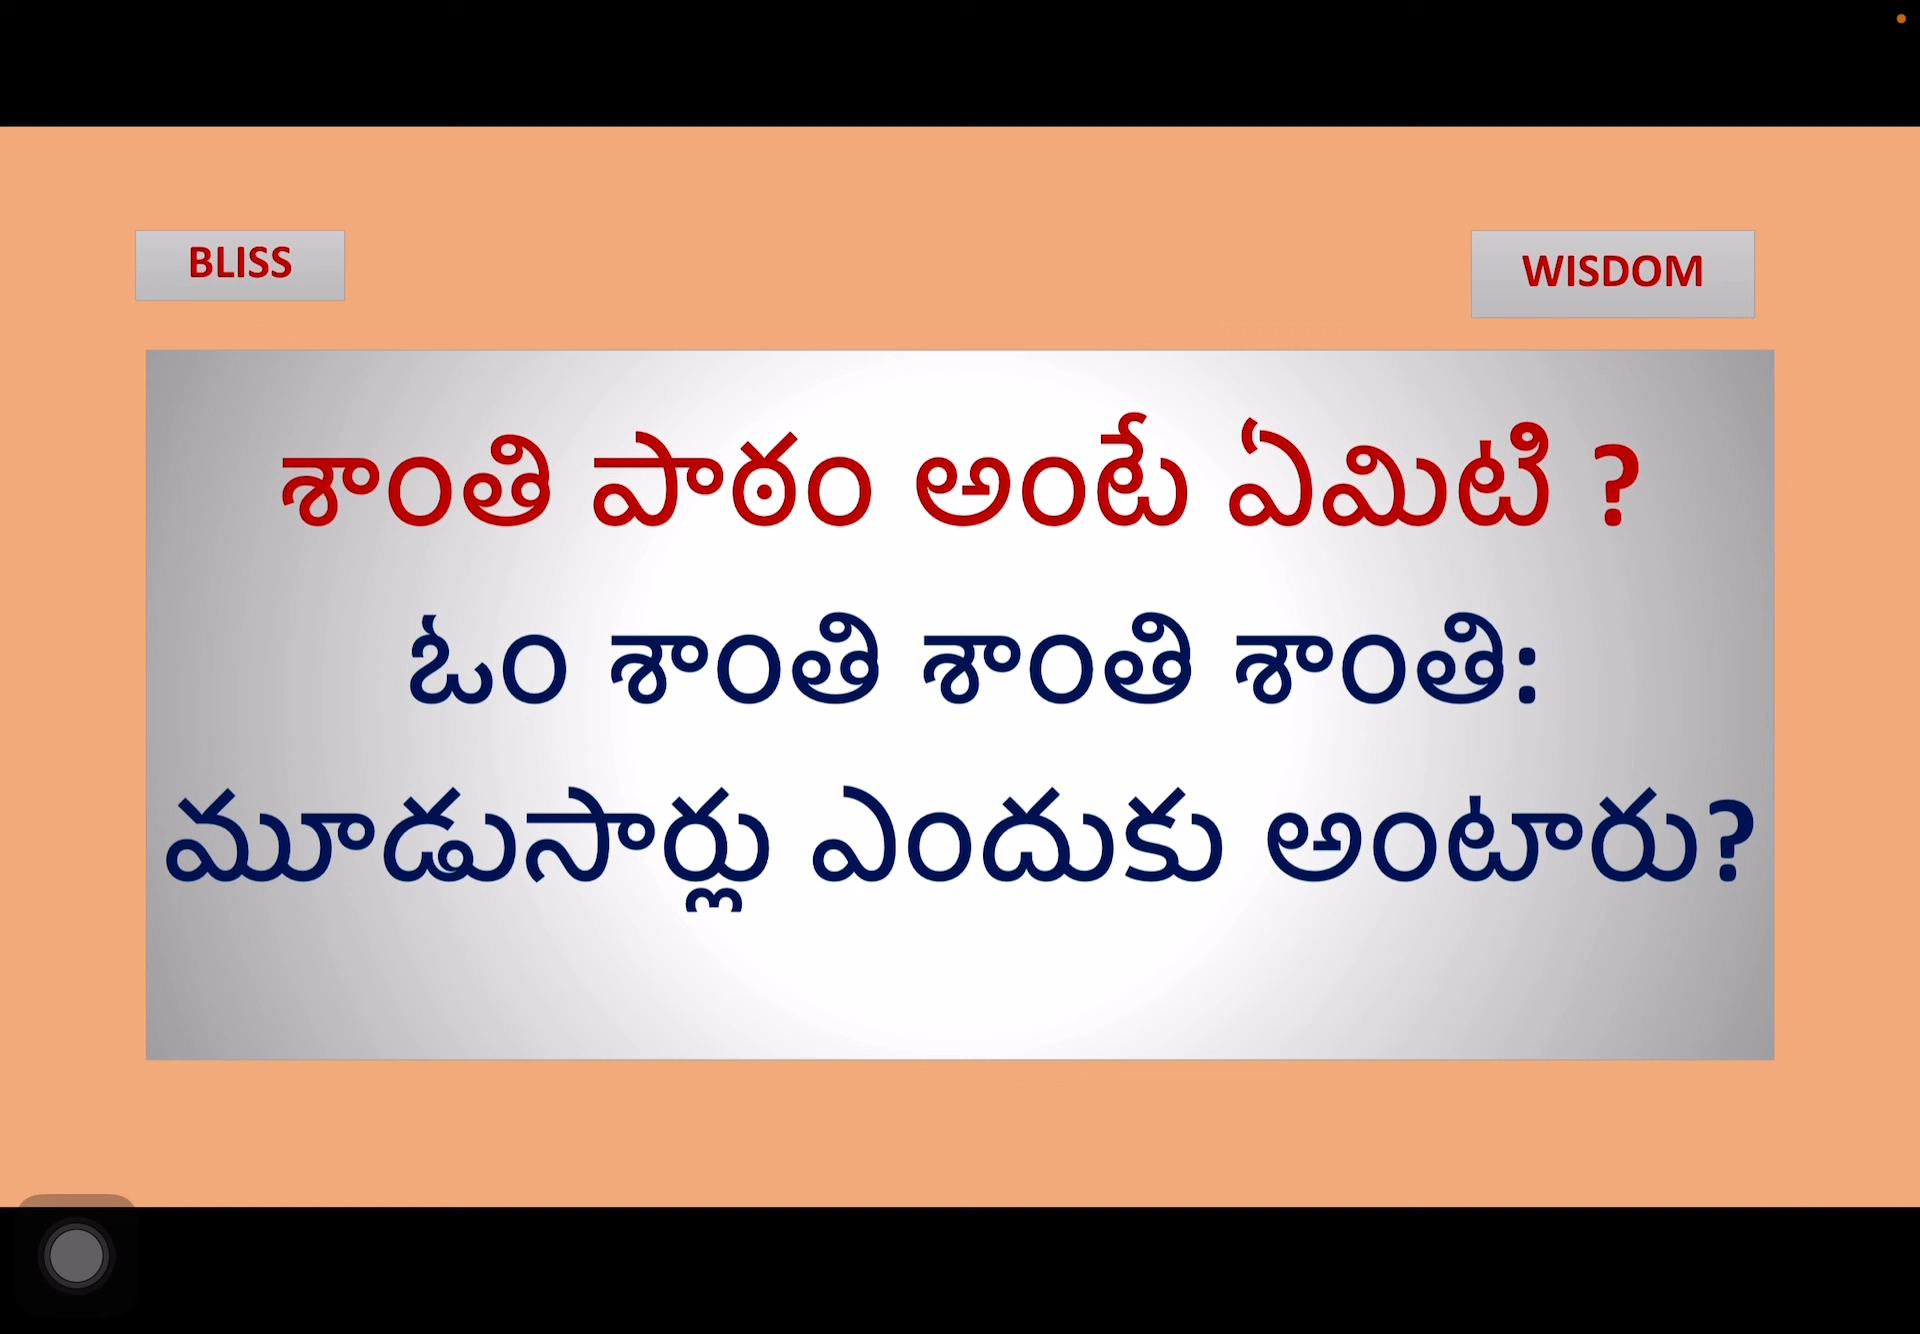 BLISS
WISDOM
శాంతి పాఠం అంటే ఏమిటి ?
ఓం శాంతి శాంతి శాంతి:
మూడుసార్లు ఎందుకు అంటారు?